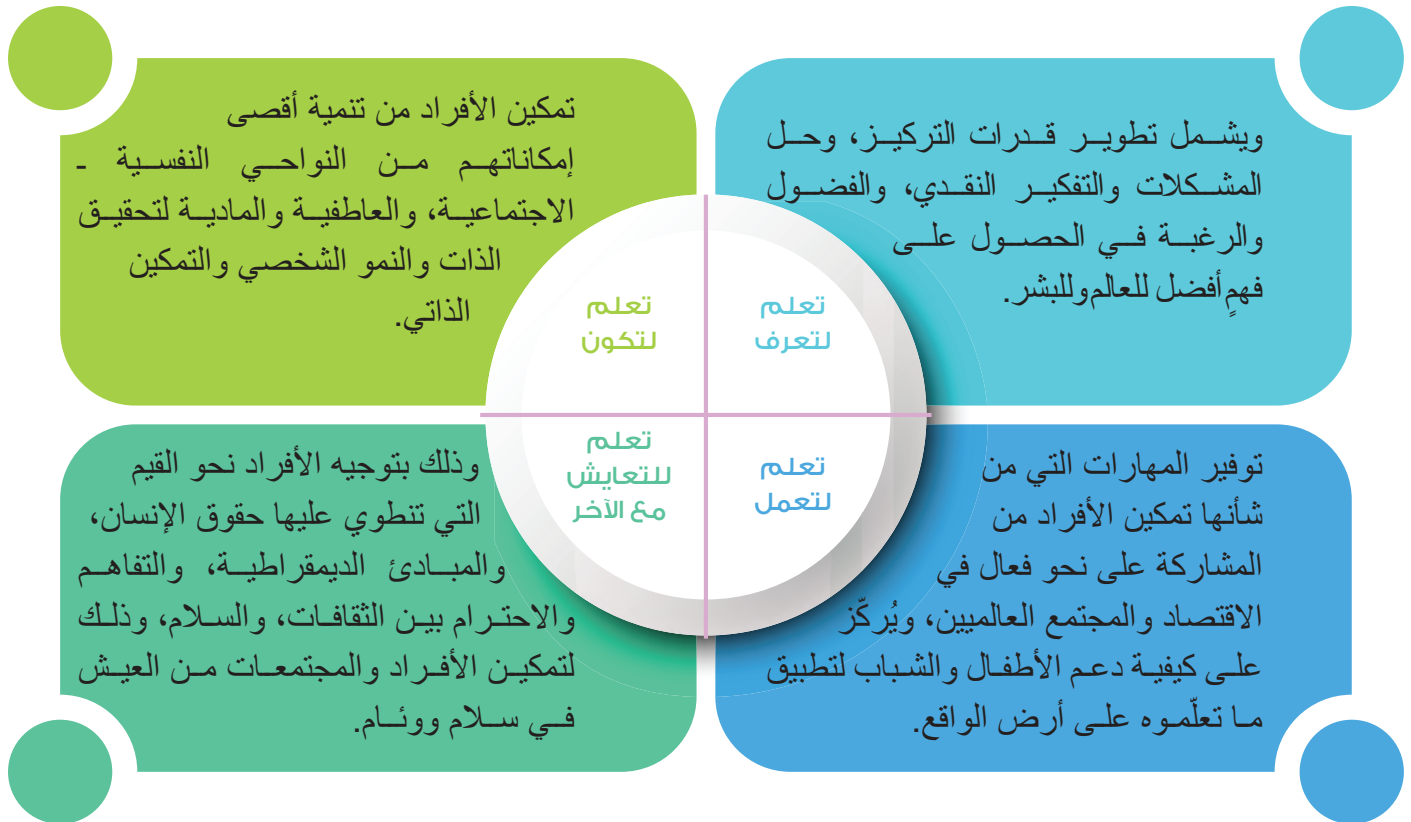 ويشمل تطوير قدرات التركيز، وحل
المشكلات والتفكير النقدي، والفضول
والرغبة في الحصول على
فهمٍ أفضل للعالم وللبشر.
تمكين الأفراد من تنمية أقصى
إمكاناتهم من النواحي النفسية -
الاجتماعية، والعاطفية والمادية لتحقيق
الذات والنمو الشخصي والتمكين
الذاتي.
تعلم
لتعرف
تعلم
لتكون
تعلم
لتعمل
تعلم
للتعايش
مع الآخر
توفير المهارات التي من
شأنها تمكين الأفراد من
المشاركة على نحو فعال في
الاقتصاد والمجتمع العالميين، ويُركّز
على كيفية دعم الأطفال والشباب لتطبيق
ما تعلّموه على أرض الواقع.
وذلك بتوجيه الأفراد نحو القيم
التي تنطوي عليها حقوق الإنسان،
والمبادئ الديمقراطية، والتفاهم
والاحترام بين الثقافات، والسلام، وذلك
لتمكين الأفراد والمجتمعات من العيش
في سلام ووئام.